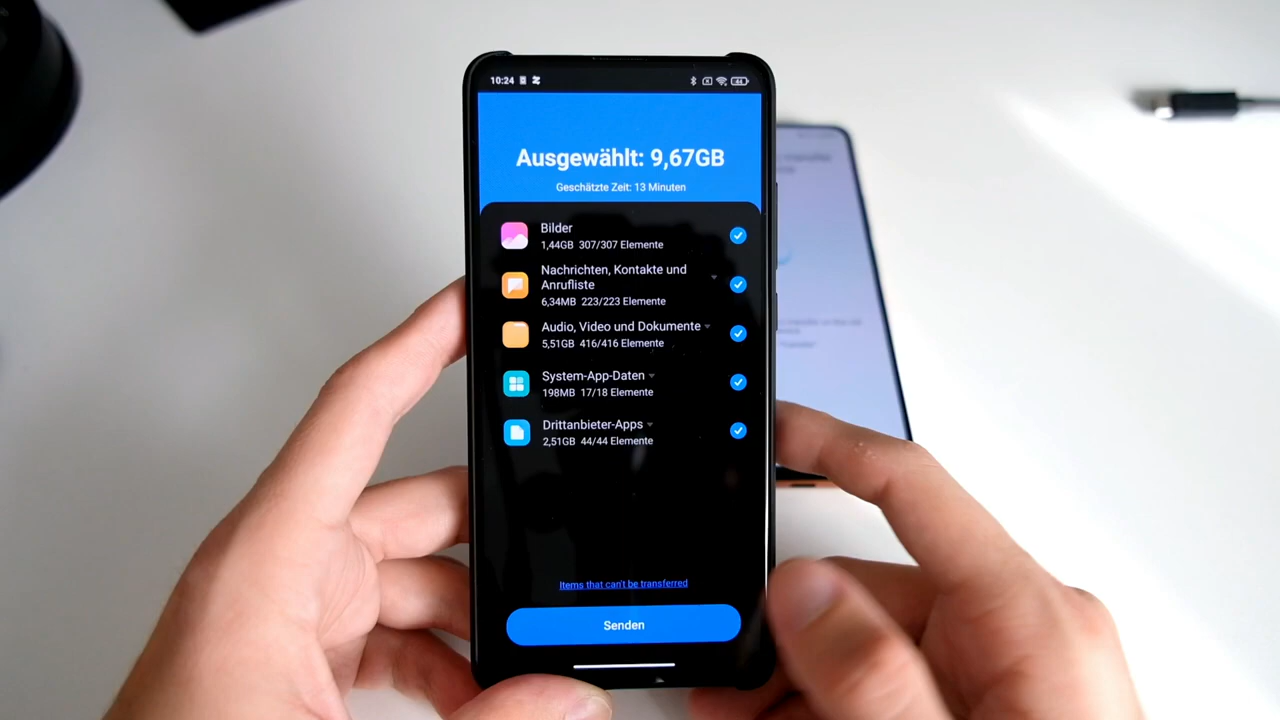 10:24
44
Ausgewählt: 9,67GB
Geschätzte Zeit: 13 Minuten
Bilder
1,44GB 307/307 Elemente
Nachrichten, Kontakte und
Anrufliste
6,34MB 223/223 Elemente
Audio, Video und Dokumente
5,51GB 416/416 Elemente
System-App-Daten
198MB 17/18 Elemente
Drittanbieter-Apps
2,51GB 44/44 Elemente
Items that can't be transferred
Senden